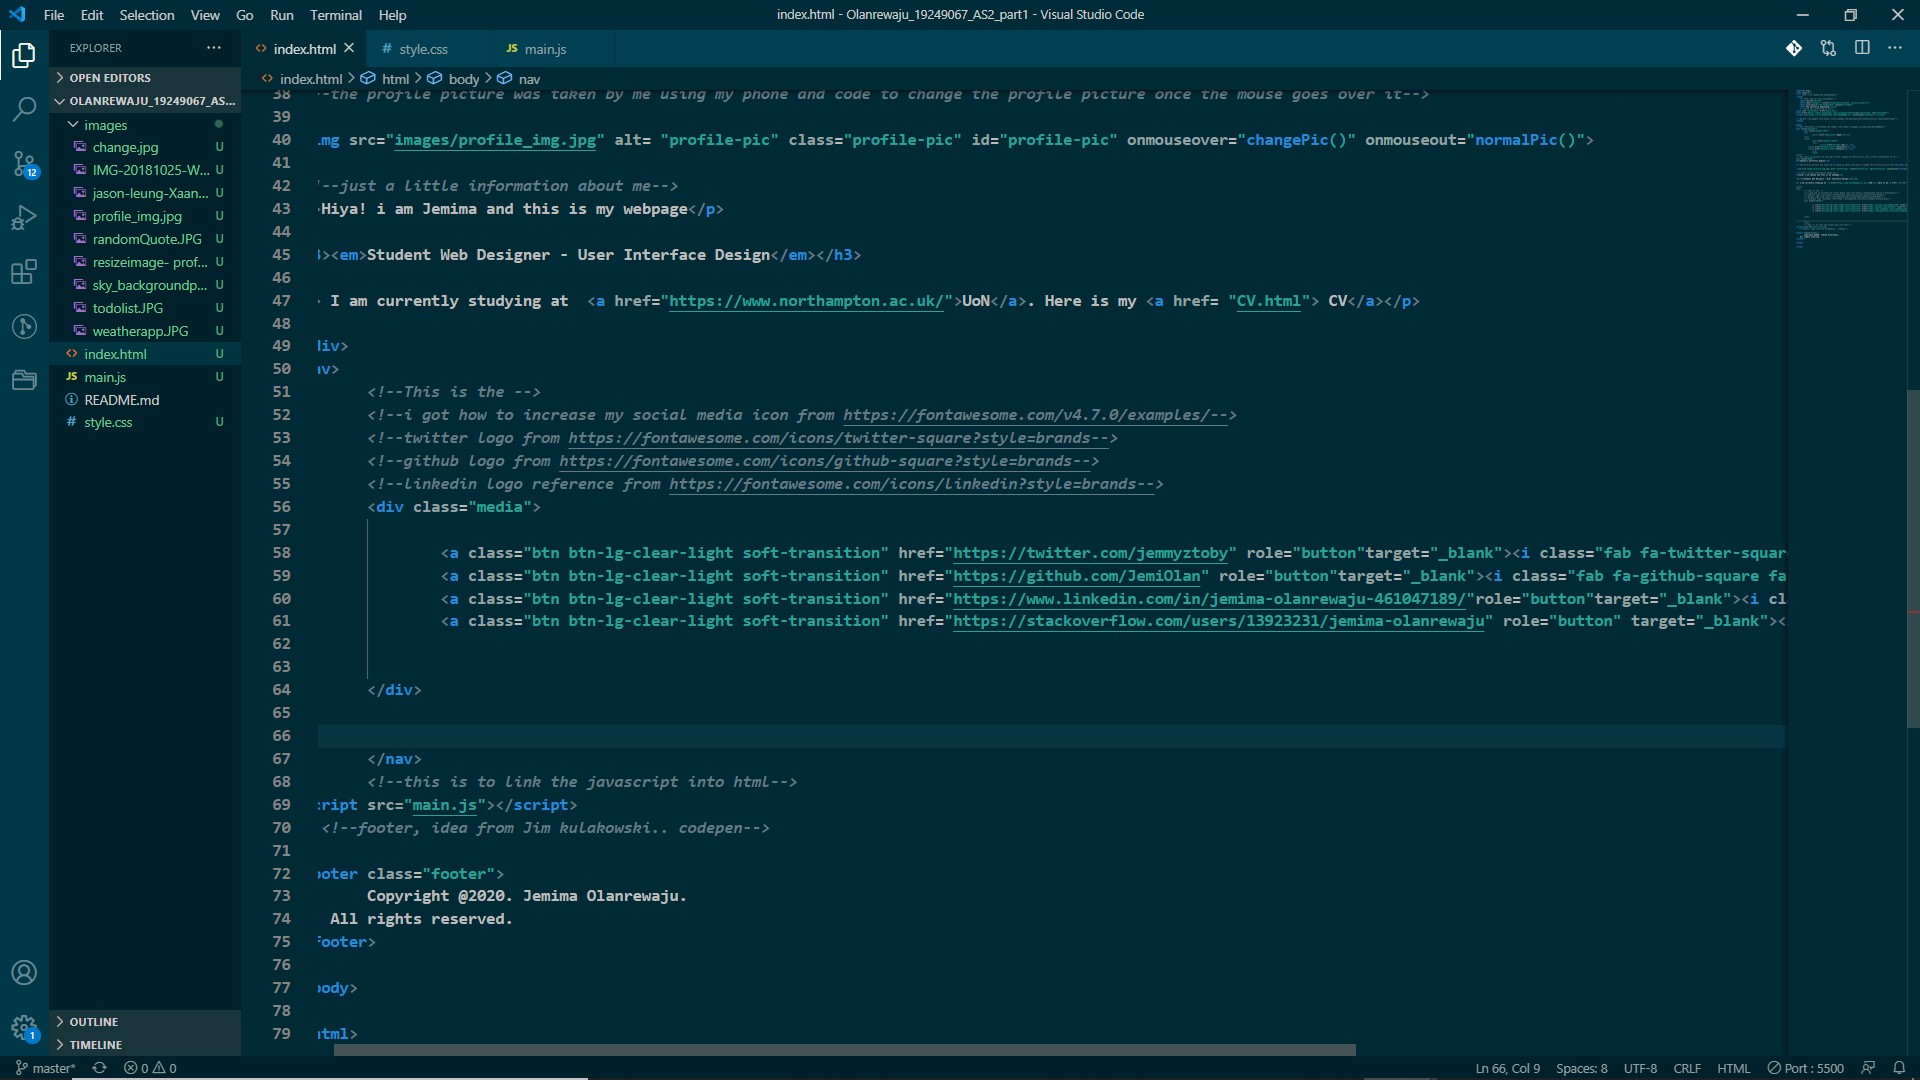 File Edit Selection View Go Run Terminal Help
index.html - Olanrewaju_19249067_AS2_part1 - Visual Studio Code
EXPLORER
OPEN EDITORS
OLANREWAJU_19249067_AS...
images
change.jpg U
IMG-20181025-W... U
jason-leung-Xaan... U
profile_img.jpg U
randomQuote.JPG U
resizeimage- prof... U
sky_backgroundp... U
todolist.JPG U
weatherapp.JPG U
<> index.html U
JS main.js U
README.md
# style.css U
OUTLINE
TIMELINE
<> index.html # style.css JS main.js
<> index.html > html > body > nav
38 --the profile picture was taken by me using my phone and code to change the profile picture once the mouse goes over it-->
39
40 mg src="images/profile_img.jpg" alt= "profile-pic" class="profile-pic" id="profile-pic" onmouseover="changePic()" onmouseout="normalPic()">
41
42 --just a little information about me-->
43 Hiya! i am Jemima and this is my webpage</p>
44
45 ><em>Student Web Designer - User Interface Design</em></h3>
46
47 I am currently studying at <a href="https://www.northampton.ac.uk/">UoN</a>. Here is my <a href= "CV.html"> CV</a></p>
48
49 div>
50 av>
51 <!--This is the -->
52 <!--i got how to increase my social media icon from https://fontawesome.com/v4.7.0/examples/-->
53 <!--twitter logo from https://fontawesome.com/icons/twitter-square?style=brands-->
54 <!--github logo from https://fontawesome.com/icons/github-square?style=brands-->
55 <!--linkedin logo reference from https://fontawesome.com/icons/linkedin?style=brands-->
56 <div class="media">
57
58 <a class="btn btn-lg-clear-light soft-transition" href="https://twitter.com/jemmyztoby" role="button"target="_blank"><i class="fab fa-twitter-squar
59 <a class="btn btn-lg-clear-light soft-transition" href="https://github.com/JemiOlan" role="button"target="_blank"><i class="fab fa-github-square fa
60 <a class="btn btn-lg-clear-light soft-transition" href="https://www.linkedin.com/in/jemima-olanrewaju-461047189/"role="button"target="_blank"><i cl
61 <a class="btn btn-lg-clear-light soft-transition" href="https://stackoverflow.com/users/13923231/jemima-olanrewaju" role="button" target="_blank"><
62
63
64 </div>
65
66
67 </nav>
68 <!--this is to link the javascript into html-->
69 cript src="main.js"></script>
70 <!--footer, idea from Jim kulakowski.. codepen-->
71
72 ooter class="footer">
73 Copyright @2020. Jemima Olanrewaju.
74 All rights reserved.
75 footer>
76
77 body>
78
79 html>
12
1
master* 0 0 Ln 66, Col 9 Spaces: 8 UTF-8 CRLF HTML Port : 5500